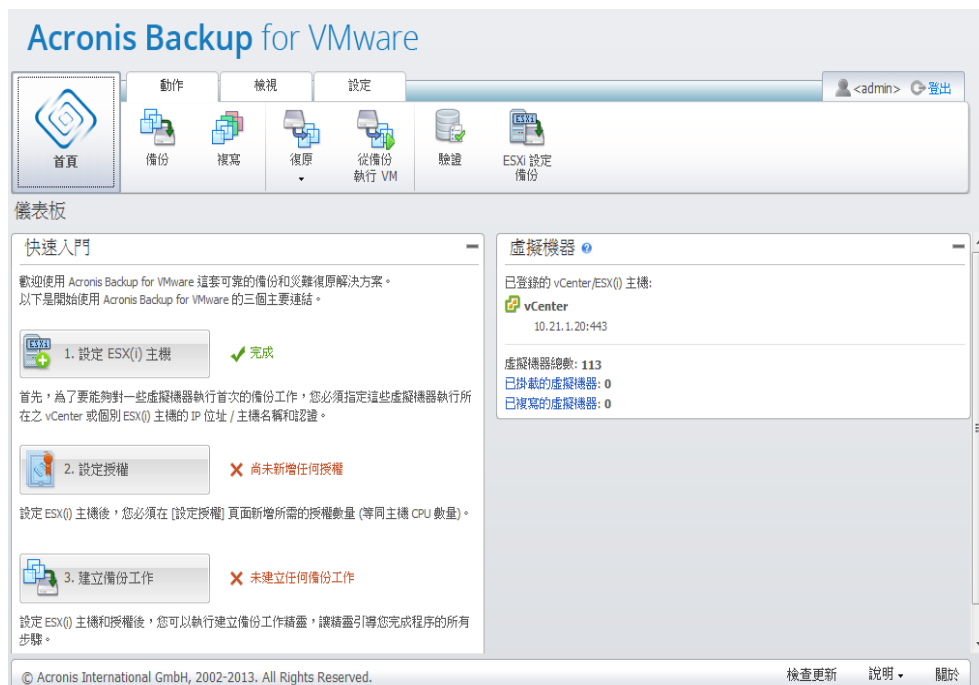 Acronis Backup for VMware
動作
檢視
設定
<admin>
登出
首頁
備份
複寫
復原
從備份
執行 VM
驗證
ESXi 設定
備份
儀表板
快速入門
歡迎使用 Acronis Backup for VMware 這套可靠的備份和災難復原解決方案。
以下是開始使用 Acronis Backup for VMware 的三個主要連結。
ESXi
1. 設定 ESX(i) 主機
完成
首先，為了要能夠對一些虛擬機器執行首次的備份工作，您必須指定這些虛擬機器執行所
在之 vCenter 或個別 ESX(i) 主機的 IP 位址 / 主機名稱和認證。
2. 設定授權
尚未新增任何授權
設定 ESX(i) 主機後，您必須在 [設定授權] 頁面新增所需的授權數量 (等同主機 CPU 數量)。
3. 建立備份工作
未建立任何備份工作
設定 ESX(i) 主機和授權後，您可以執行建立備份工作精靈，讓精靈引導您完成程序的所有
步驟。
虛擬機器
已登錄的 vCenter/ESX(i) 主機:
vCenter
10.21.1.20:443
虛擬機器總數: 113
已掛載的虛擬機器: 0
已複寫的虛擬機器: 0
© Acronis International GmbH, 2002-2013. All Rights Reserved.
檢查更新
說明
關於